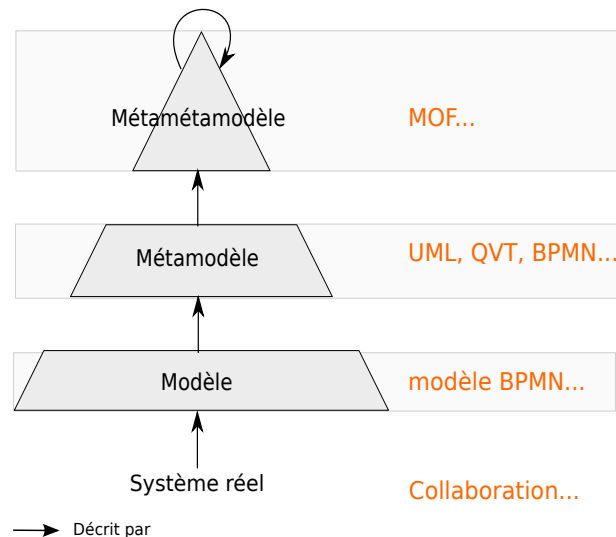 Métamétamodèle
MOF...
Métamodèle
UML, QVT, BPMN...
Modèle
modèle BPMN...
Système réel
Collaboration...
Décrit par